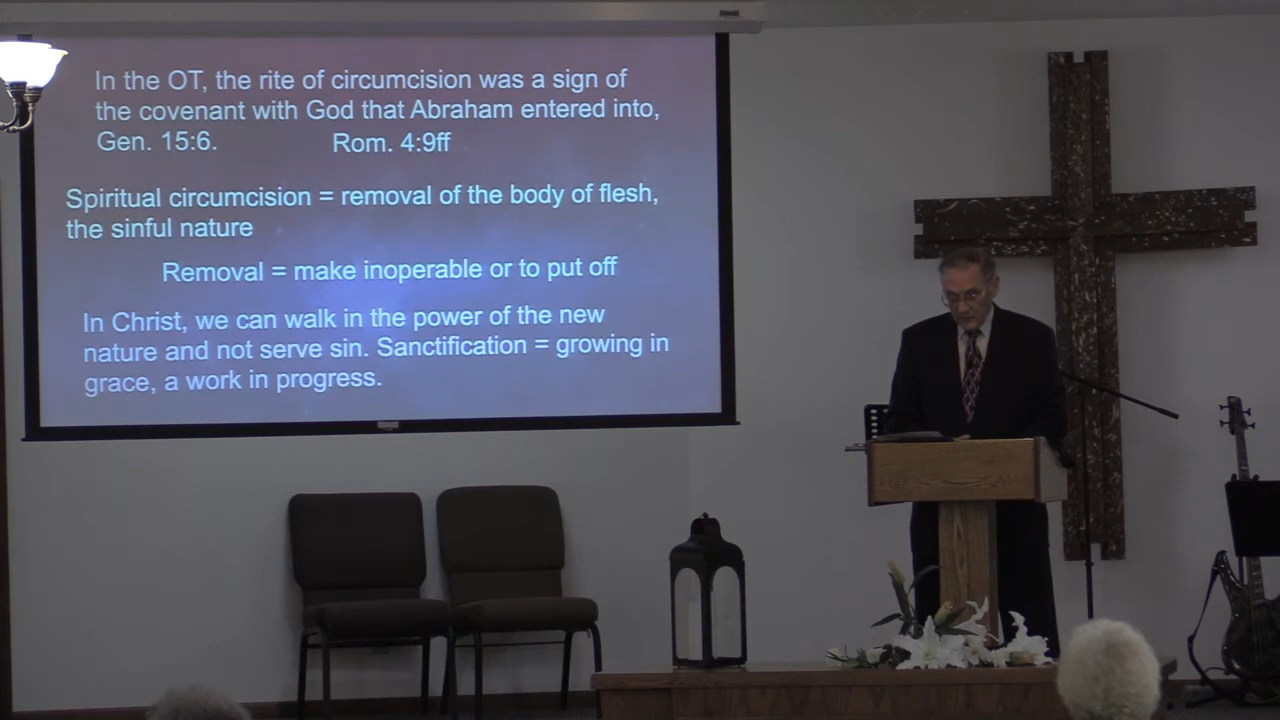 In the OT, the rite of circumcision was a sign of
the covenant with God that Abraham entered into,
Gen. 15:6. Rom. 4:9ff
Spiritual circumcision = removal of the body of flesh,
the sinful nature
Removal = make inoperable or to put off
In Christ, we can walk in the power of the new
nature and not serve sin. Sanctification = growing in
grace, a work in progress.